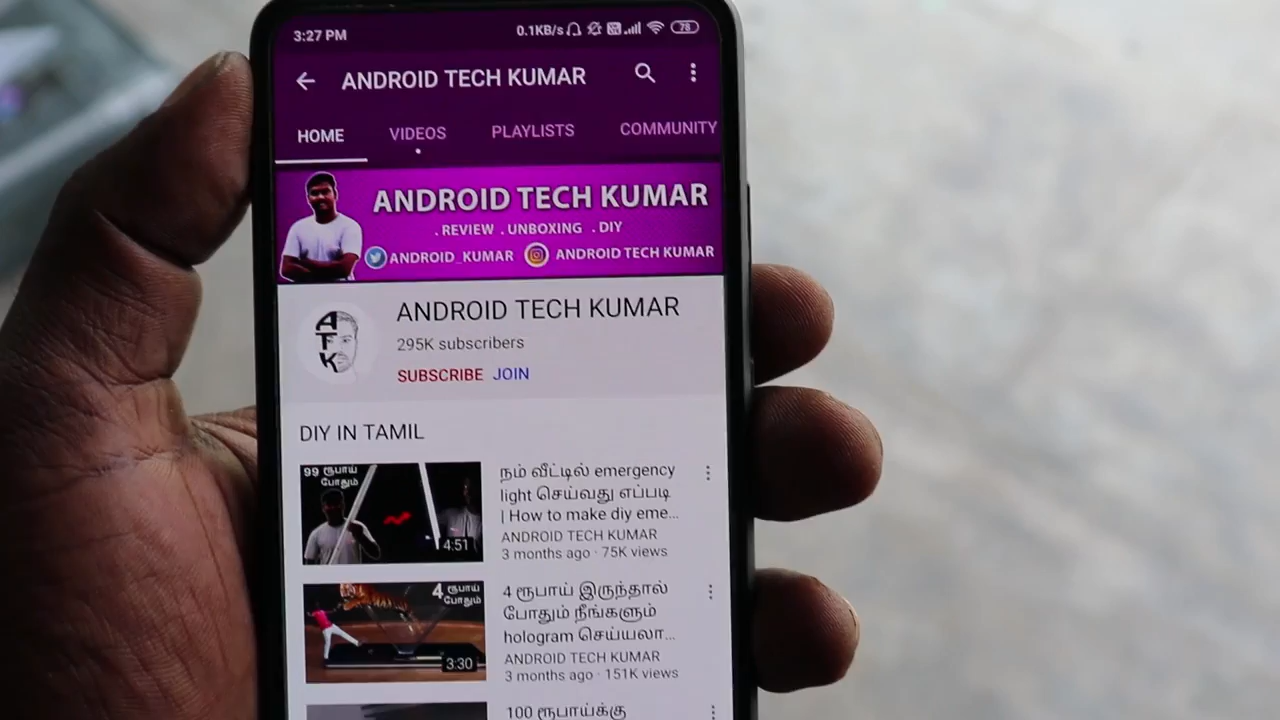 3:27 PM 0.1KB/s 78
ANDROID TECH KUMAR
HOME VIDEOS PLAYLISTS COMMUNITY
ANDROID TECH KUMAR
. REVIEW . UNBOXING . DIY
ANDROID_KUMAR ANDROID TECH KUMAR
ATK
ANDROID TECH KUMAR
295K subscribers
SUBSCRIBE JOIN
DIY IN TAMIL
99 ரூபாய்
போதும்
4:51
நம் வீட்டில் emergency
light செய்வது எப்படி
| How to make diy eme...
ANDROID TECH KUMAR
3 months ago · 75K views
4 ரூபாய்
போதும்
3:30
4 ரூபாய் இருந்தால்
போதும் நீங்களும்
hologram செய்யலா...
ANDROID TECH KUMAR
3 months ago · 151K views
100 ரூபாய்க்கு